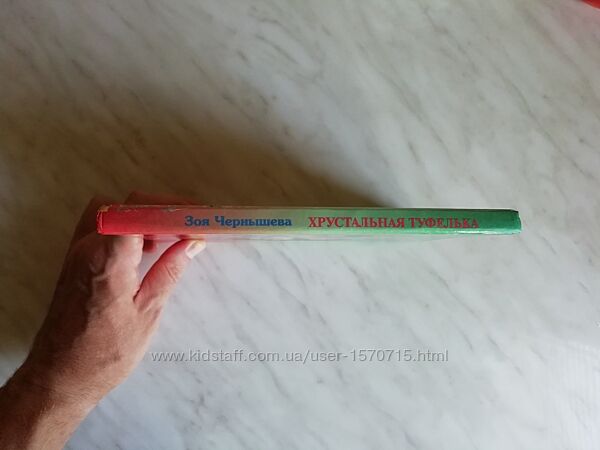 Зоя Чернышева ХРУСТАЛЬНАЯ ТУФЕЛЬКА
www.kidstaff.com.ua/user-1570715.html